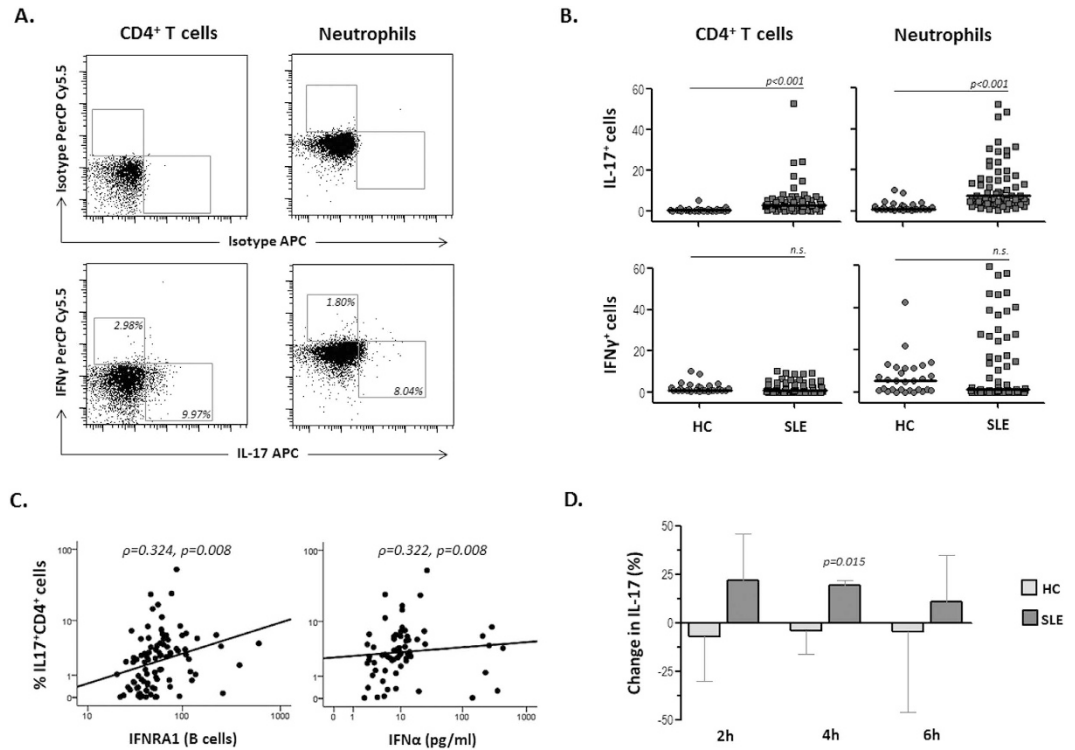 A.
CD4⁺ T cells
Neutrophils
Isotype PerCP Cy5.5
Isotype APC
IFNγ PerCP Cy5.5
2.98%
9.97%
1.80%
8.04%
IL-17 APC
B.
CD4⁺ T cells
Neutrophils
IL-17⁺ cells
60
40
20
0
p<0.001
p<0.001
IFNγ⁺ cells
60
40
20
0
n.s.
n.s.
HC
SLE
HC
SLE
C.
% IL17⁺CD4⁺ cells
ρ=0.324, p=0.008
100
10
1
0
10
100
1000
IFNRA1 (B cells)
ρ=0.322, p=0.008
100
10
1
0
0
1
10
100
1000
IFNα (pg/ml)
D.
Change in IL-17 (%)
50
25
0
-25
-50
p=0.015
HC
SLE
2h
4h
6h